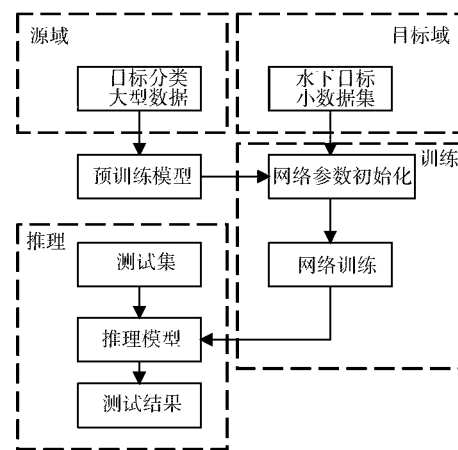 源域
目标域
目标分类
大型数据
水下目标
小数据集
训练
预训练模型
网络参数初始化
推理
测试集
网络训练
推理模型
测试结果